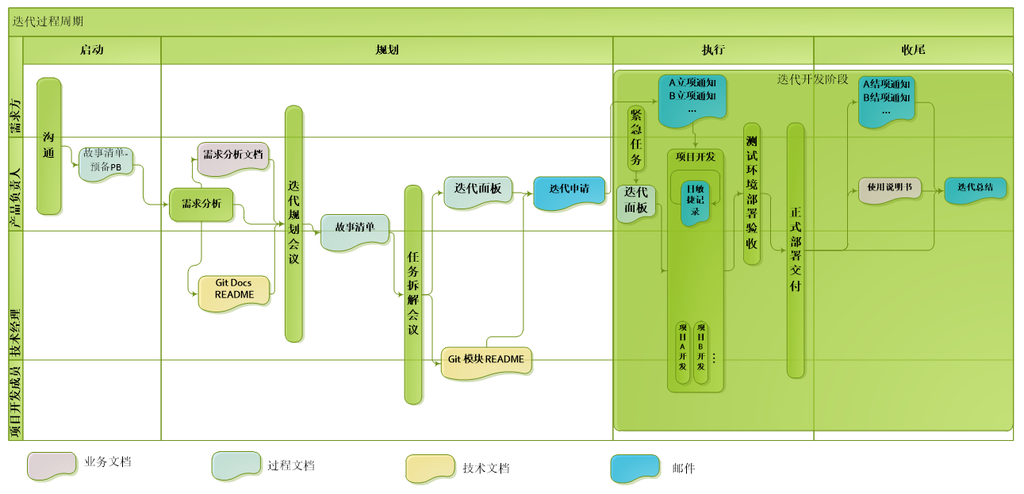 迭代过程周期
启动
规划
执行
收尾
需求方
产品负责人
技术经理
项目开发成员
沟通
故事清单-
预备PB
需求分析文档
需求分析
Git Docs
README
迭代规划会议
故事清单
任务拆解会议
迭代面板
Git 模块README
迭代申请
迭代开发阶段
A立项通知
B立项通知
...
紧急任务
迭代
面板
项目开发
日敏
捷记
录
项目A开发
项目B开发
...
测试环境部署验收
正式部署交付
A结项通知
B结项通知
...
使用说明书
迭代总结
业务文档
过程文档
技术文档
邮件